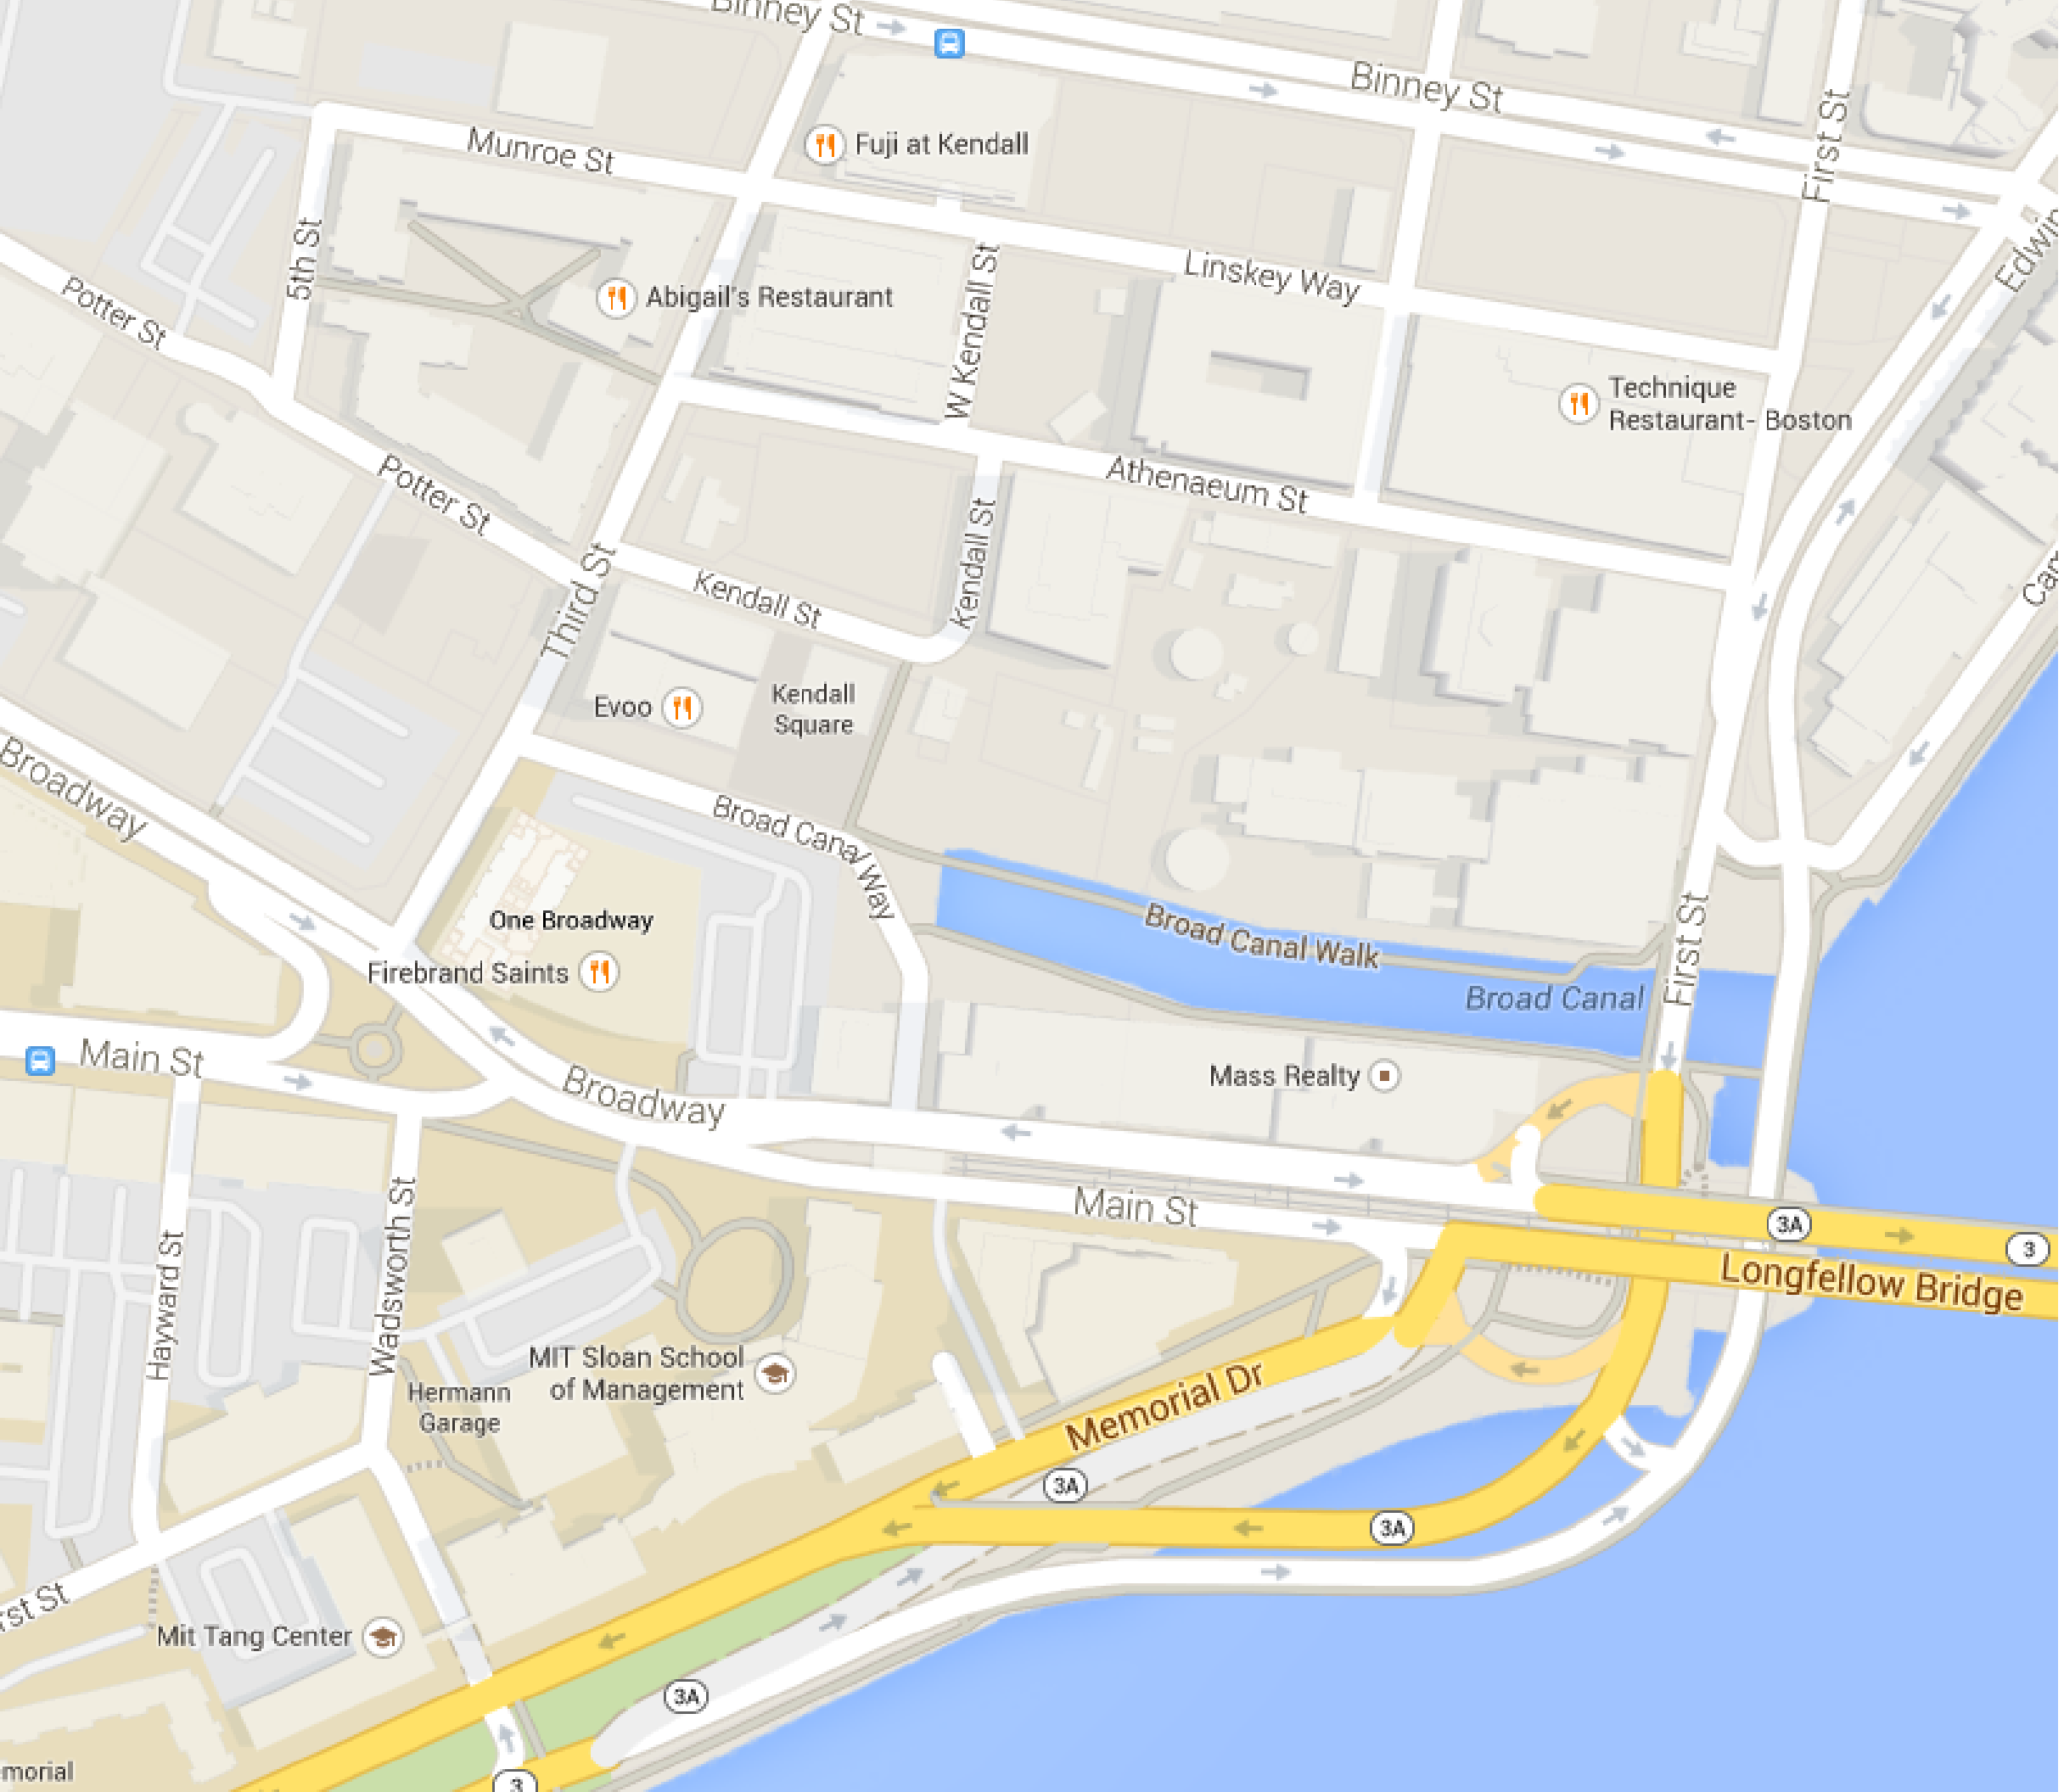 Binney St
Binney St
First St
Munroe St
Fuji at Kendall
Edwin
5th St
W Kendall St
Linskey Way
Potter St
Abigail's Restaurant
Technique
Restaurant- Boston
Potter St
Athenaeum St
Kendall St
Kendall St
Third St
Evoo
Kendall
Square
Broadway
Broad Canal Way
One Broadway
Firebrand Saints
Broad Canal Walk
Broad Canal
First St
Main St
Broadway
Mass Realty
Main St
3A
3
Longfellow Bridge
Hayward St
Wadsworth St
MIT Sloan School
of Management
Hermann
Garage
Memorial Dr
3A
3A
rst St
Mit Tang Center
3A
morial
3